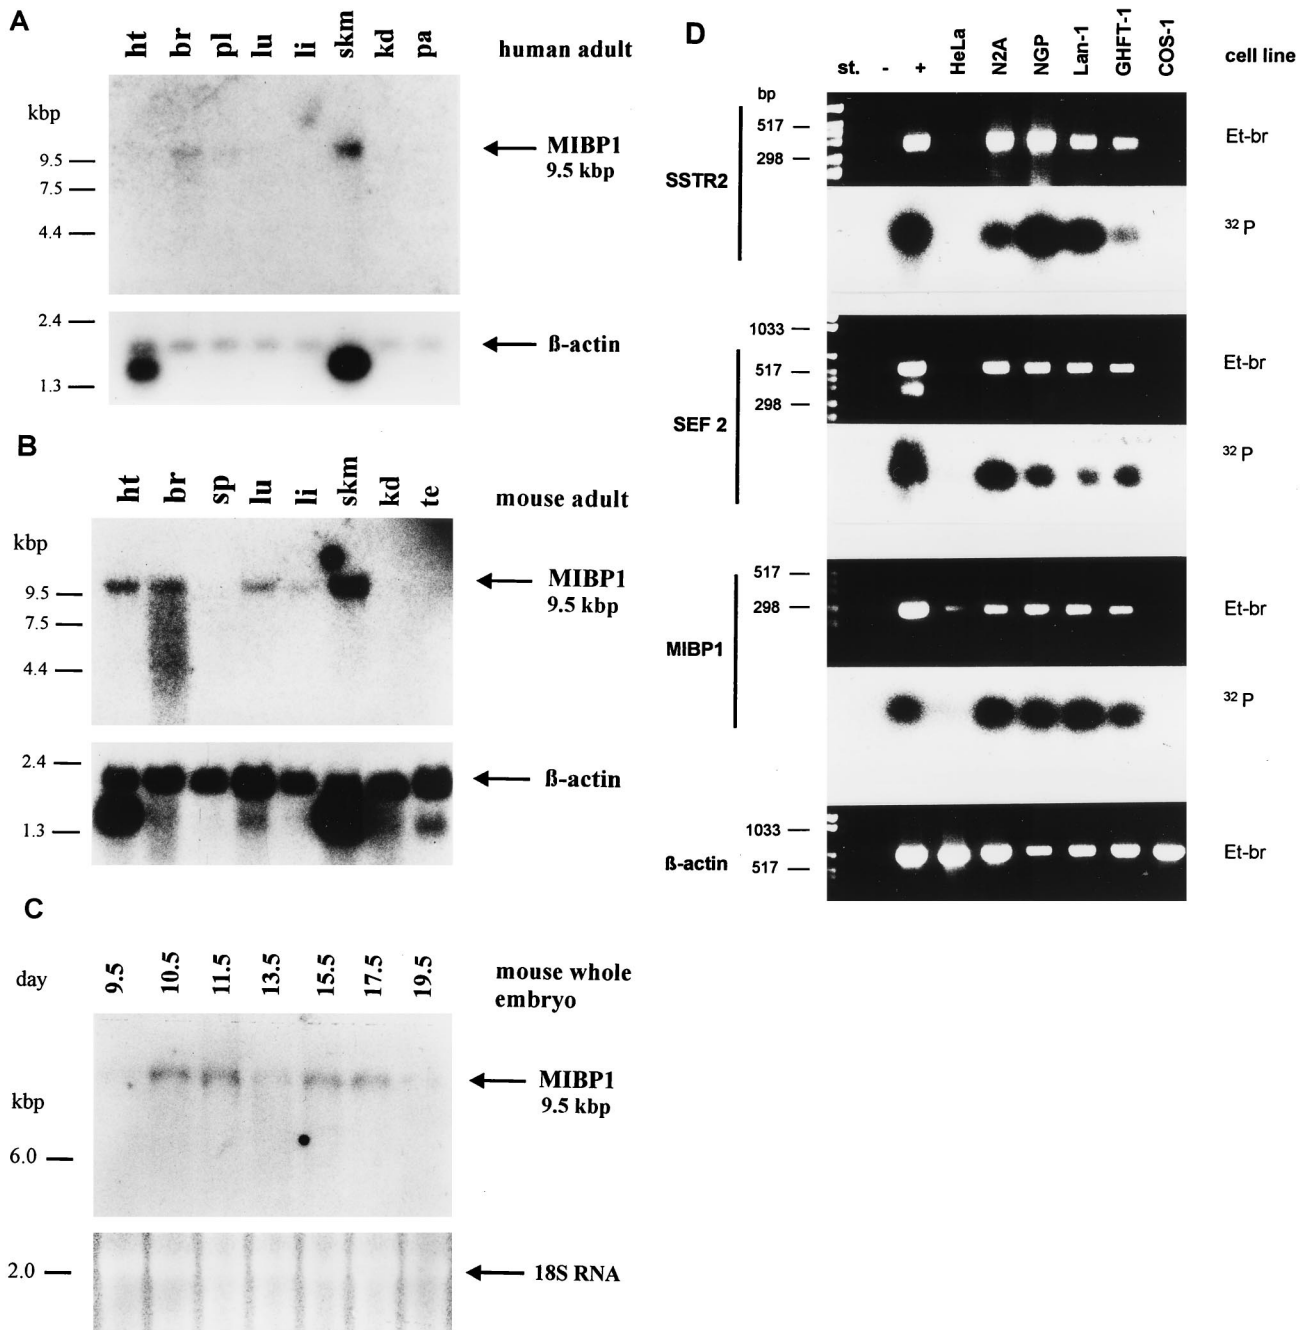 A
ht br pl lu li skm kd pa
human adult
kbp
9.5
7.5
4.4
MIBP1
9.5 kbp
2.4
1.3
ß-actin
B
ht br sp lu li skm kd te
mouse adult
kbp
9.5
7.5
4.4
MIBP1
9.5 kbp
2.4
1.3
ß-actin
C
day
9.5 10.5 11.5 13.5 15.5 17.5 19.5
mouse whole
embryo
kbp
6.0
MIBP1
9.5 kbp
2.0
18S RNA
D
st. - + HeLa N2A NGP Lan-1 GHFT-1 COS-1
cell line
bp
SSTR2
517
298
Et-br
32 P
SEF 2
1033
517
298
Et-br
32 P
MIBP1
517
298
Et-br
32 P
ß-actin
1033
517
Et-br